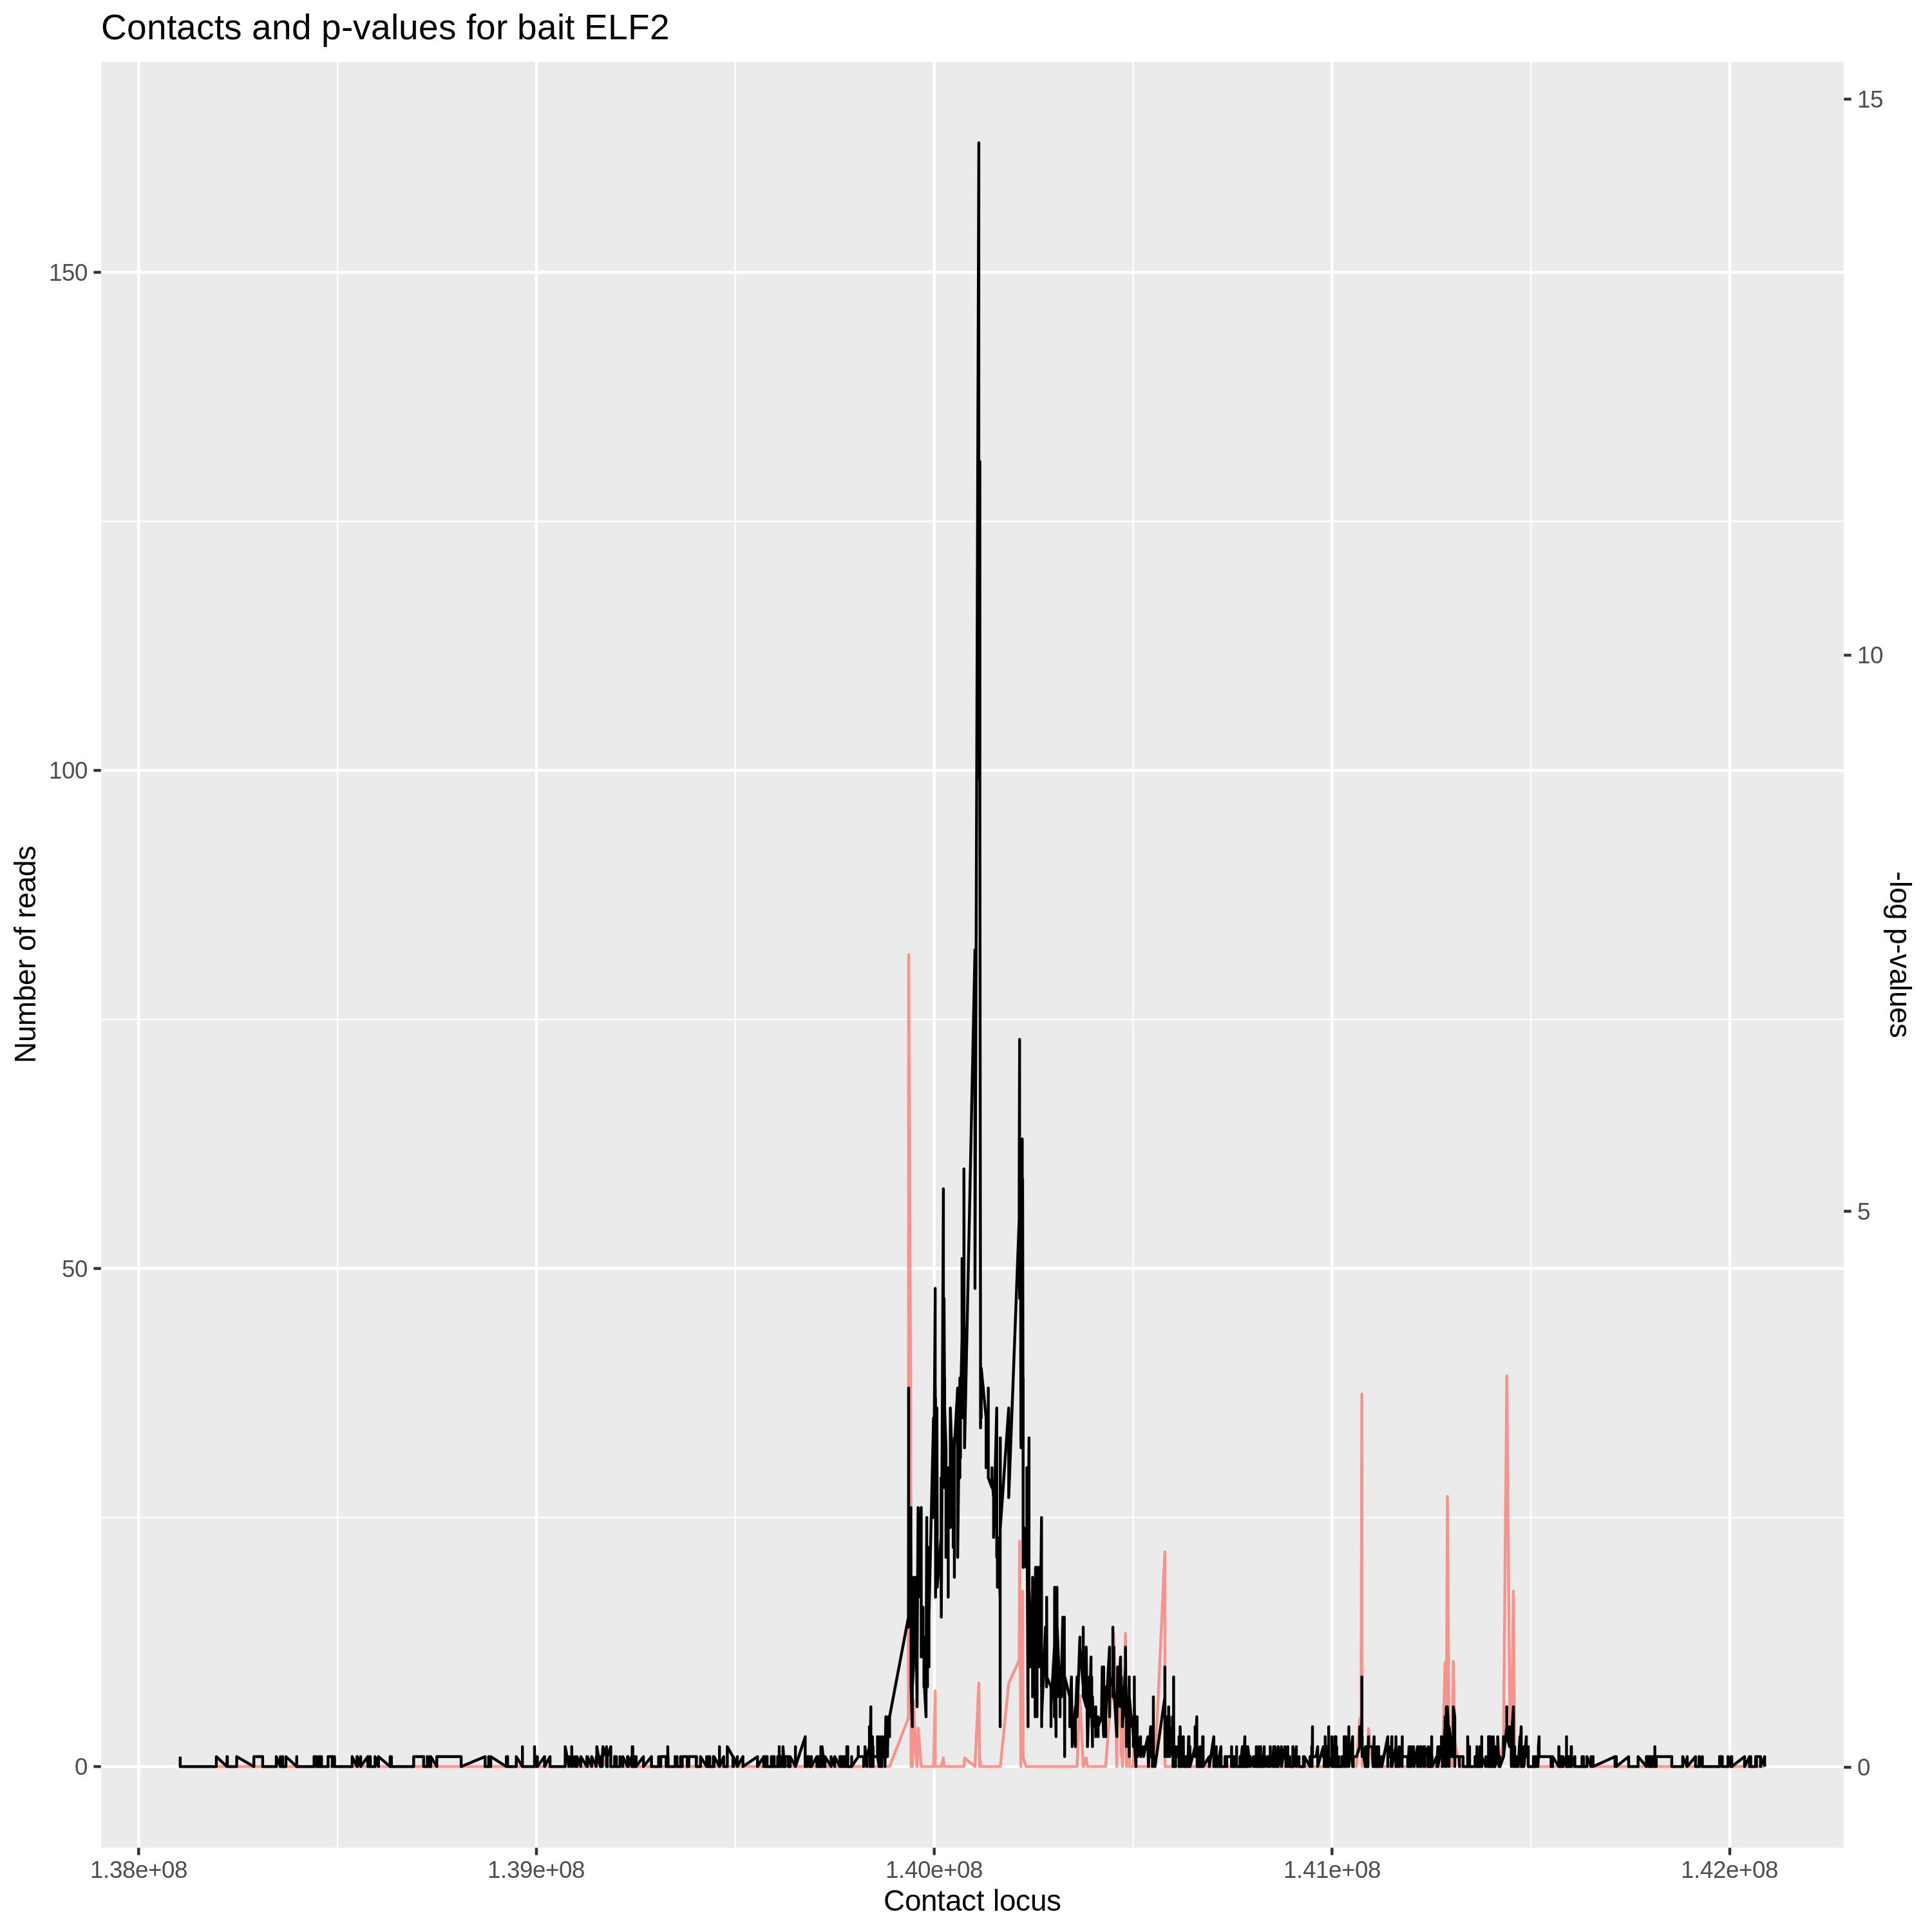 Contacts and p-values for bait ELF2
15
150
10
100
Number of reads
-log p-values
5
50
0
0
1.38e+08
1.39e+08
1.40e+08
1.41e+08
1.42e+08
Contact locus